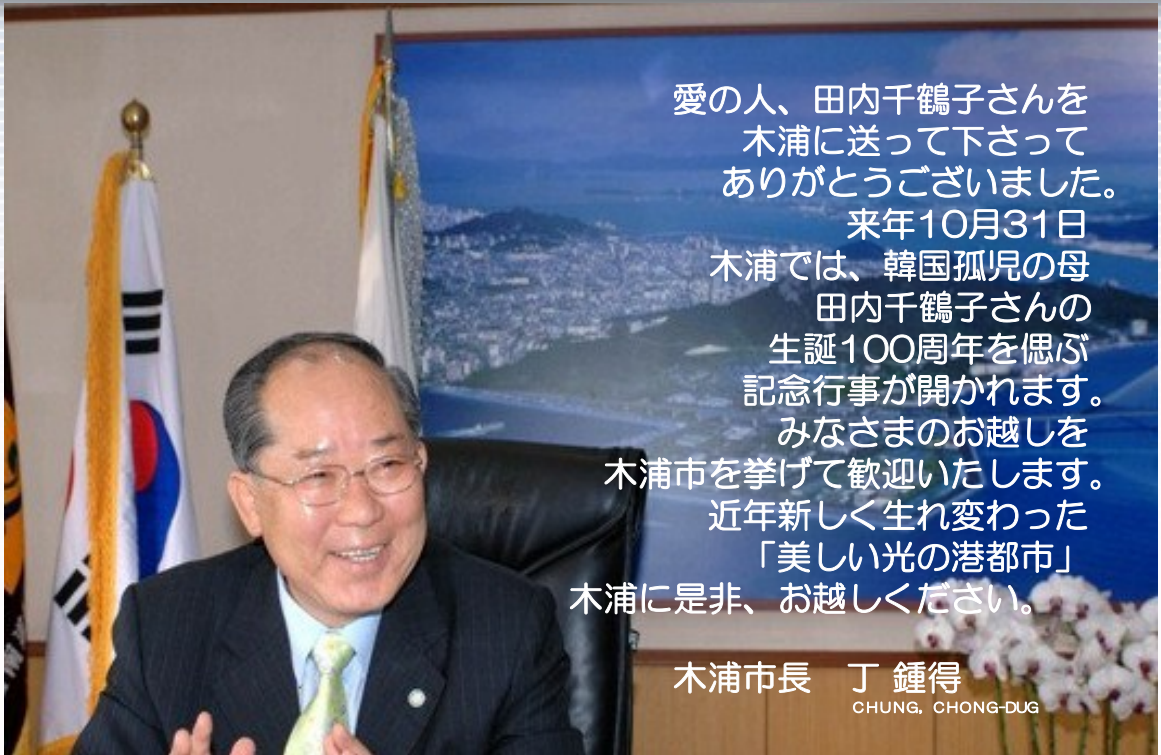 愛の人、田内千鶴子さんを
木浦に送って下さって
ありがとうございました。
来年10月31日
木浦では、韓国孤児の母
田内千鶴子さんの
生誕100周年を偲ぶ
記念行事が開かれます。
みなさまのお越しを
木浦市を挙げて歓迎いたします。
近年新しく生れ変わった
「美しい光の港都市」
木浦に是非、お越しください。
木浦市長 丁 鍾得
CHUNG, CHONG-DUG